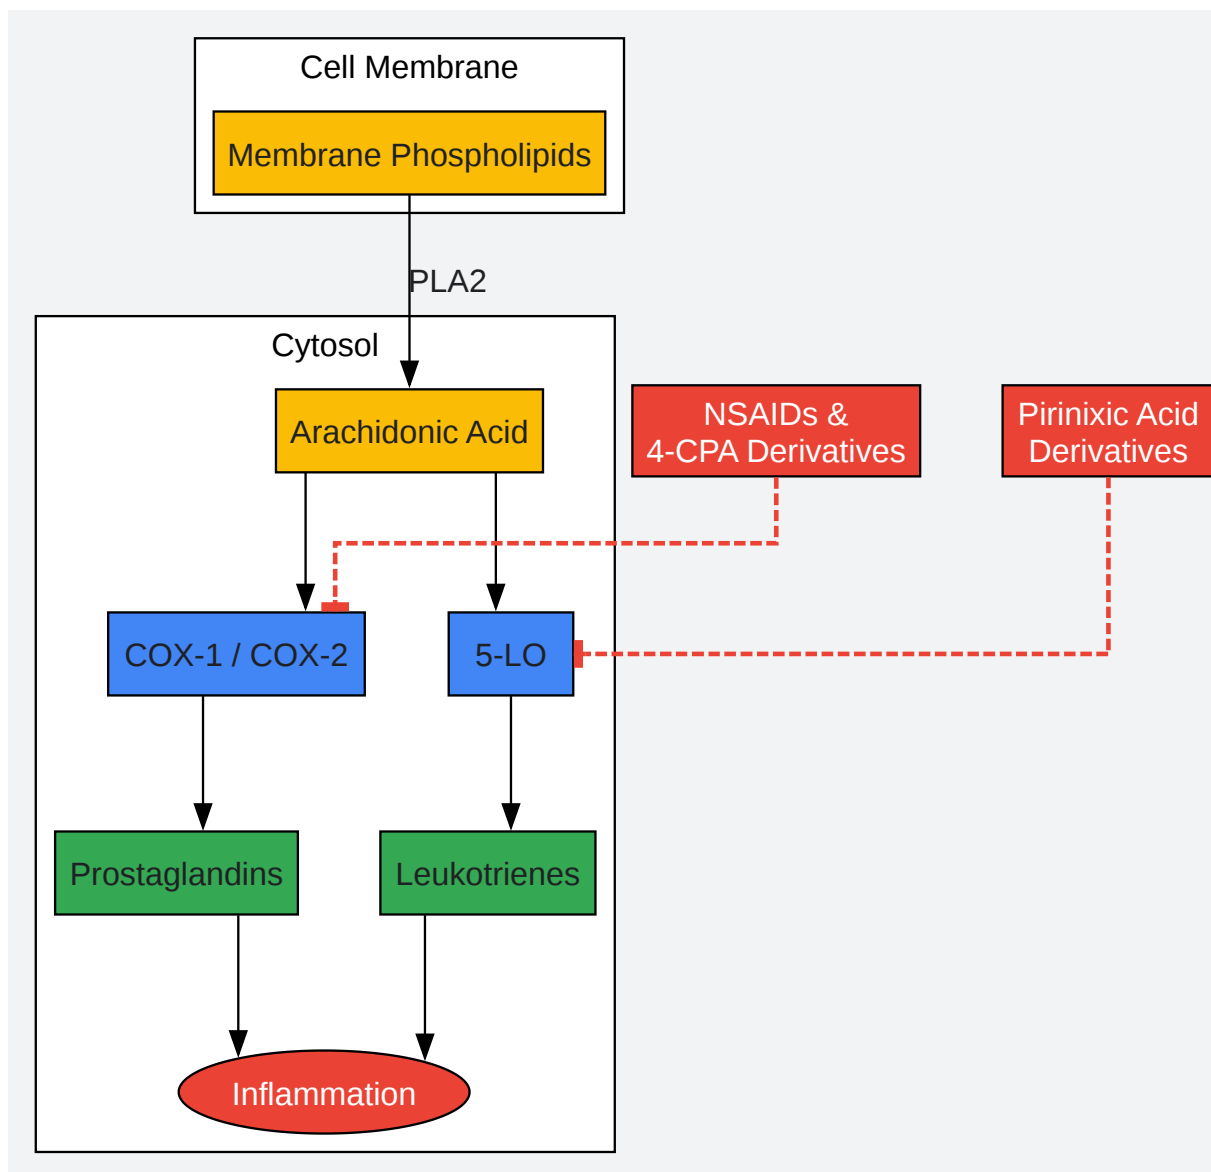 Cell Membrane
Membrane Phospholipids
PLA2
Cytosol
Arachidonic Acid
NSAIDs &
4-CPA Derivatives
Pirinixic Acid
Derivatives
COX-1 / COX-2
5-LO
Prostaglandins
Leukotrienes
Inflammation